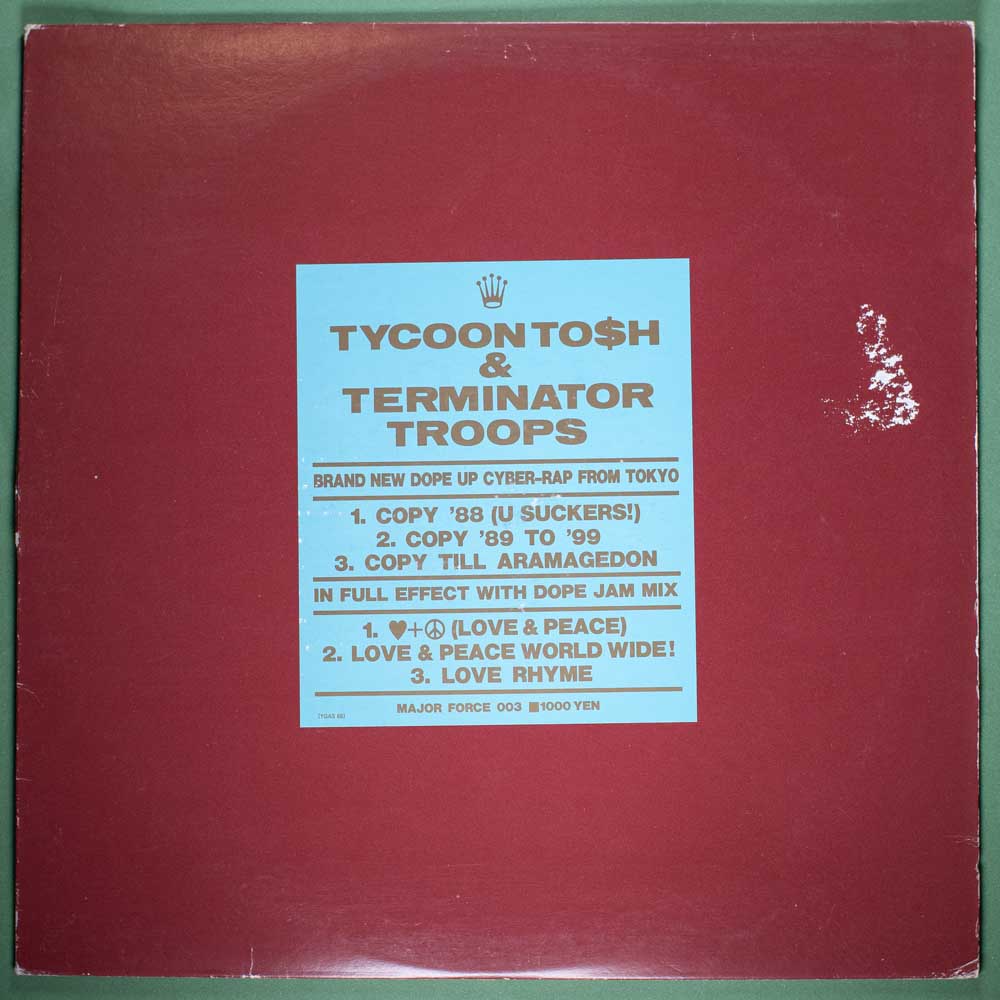 TYCOON TO$H
&
TERMINATOR
TROOPS
BRAND NEW DOPE UP CYBER-RAP FROM TOKYO
1. COPY '88 (U SUCKERS!)
2. COPY '89 TO '99
3. COPY TILL ARAMAGEDON
IN FULL EFFECT WITH DOPE JAM MIX
1. ♥+☮ (LOVE & PEACE)
2. LOVE & PEACE WORLD WIDE!
3. LOVE RHYME
MAJOR FORCE 003 ■1000 YEN